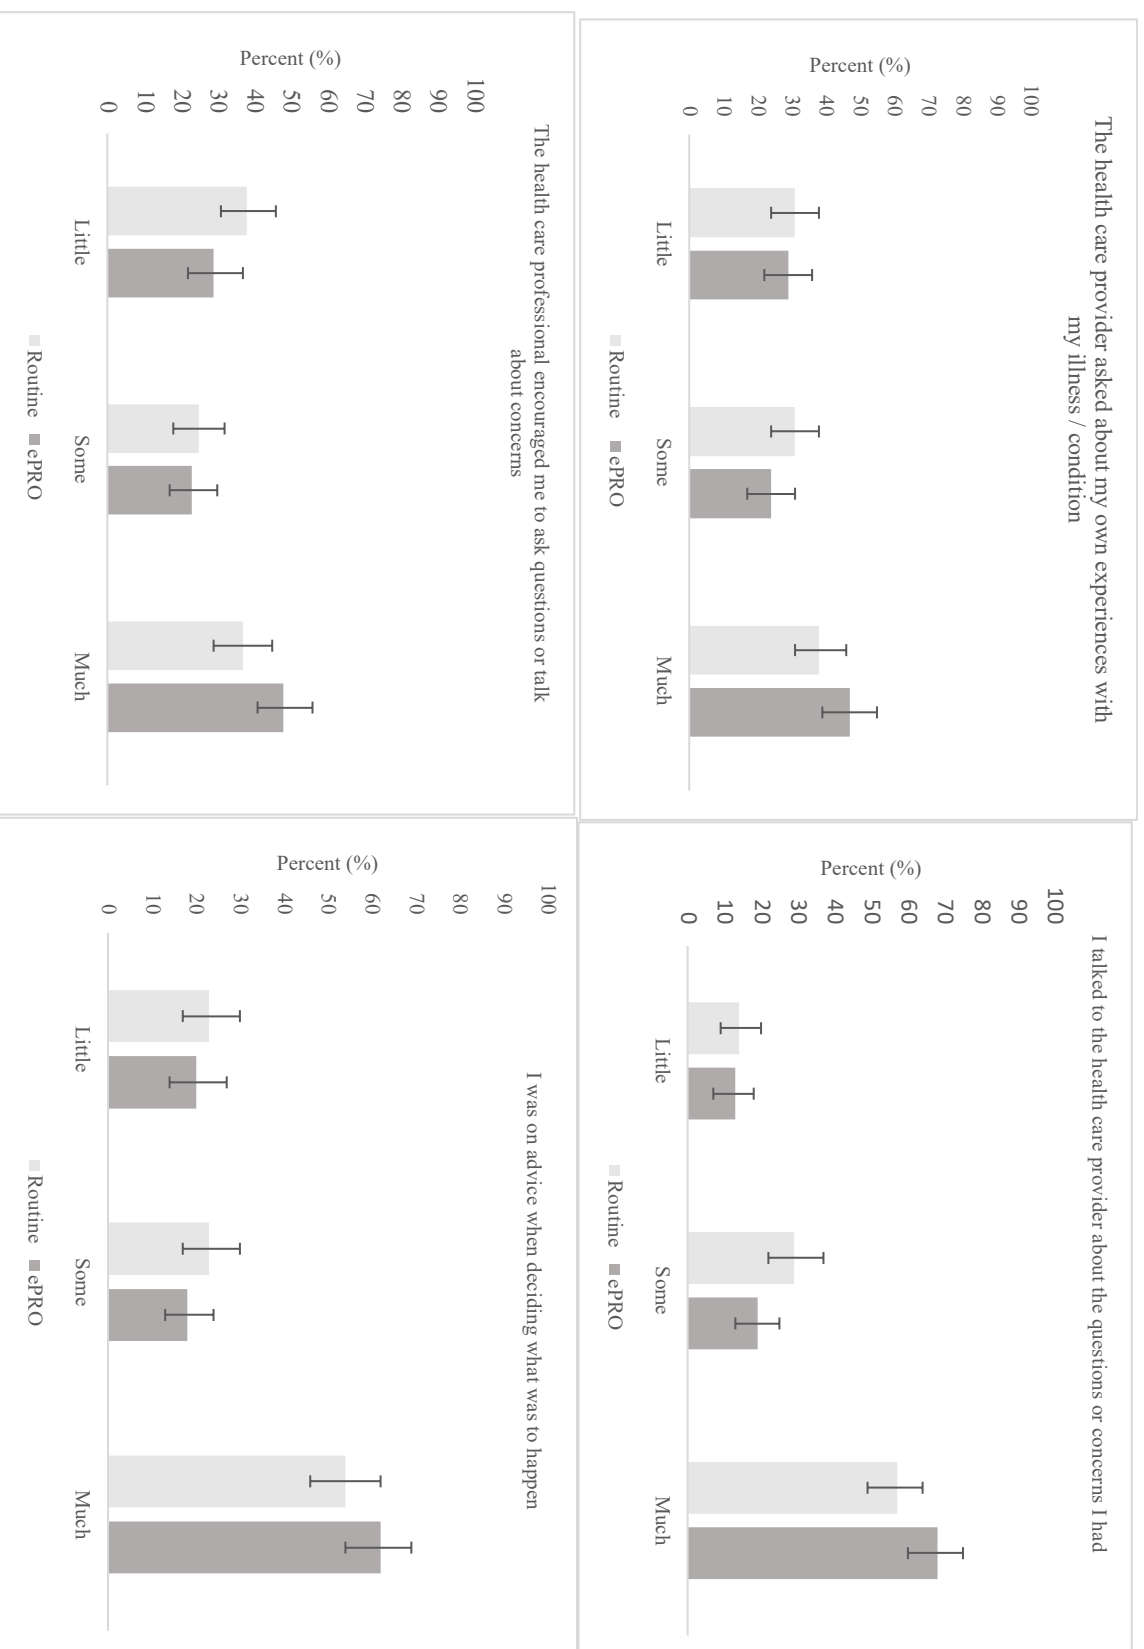 The health care provider asked about my own experiences with
my illness / condition
Percent (%)
100
90
80
70
60
50
40
30
20
10
0
Little
Some
Much
Routine
ePRO
I talked to the health care provider about the questions or concerns I had
Percent (%)
100
90
80
70
60
50
40
30
20
10
0
Little
Some
Much
Routine
ePRO
The health care professional encouraged me to ask questions or talk
about concerns
Percent (%)
100
90
80
70
60
50
40
30
20
10
0
Little
Some
Much
Routine
ePRO
I was on advice when deciding what was to happen
Percent (%)
100
90
80
70
60
50
40
30
20
10
0
Little
Some
Much
Routine
ePRO